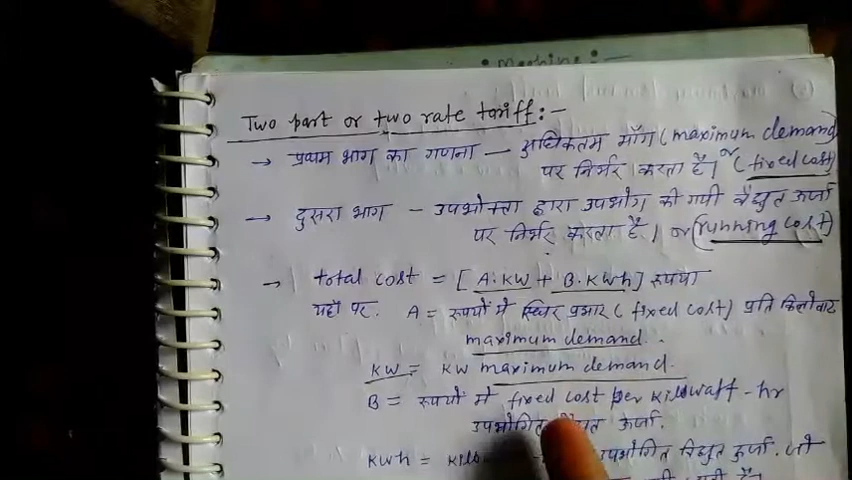 : Machine :-
Two part or two rate tariff:-
→ प्रथम भाग का गणना — अधिकतम माँग (maximum demand)
पर निर्भर करता है। or (fixed cost)
→ दुसरा भाग - उपभोक्ता द्वारा उपभोग की गयी वैद्युत ऊर्जा
पर निर्भर करता है। or (running cost)
→ total cost = [A.KW + B.KWh] रुपया
यहाँ पर. A = रुपयों में स्थिर प्रभार (fixed cost) प्रति किलोवाट
maximum demand.
KW = KW maximum demand.
B = रुपयों में fixed cost per kilowatt-hr
उपभोगित वैद्युत ऊर्जा.
KWh = उपभोगित विद्युत ऊर्जा. जो